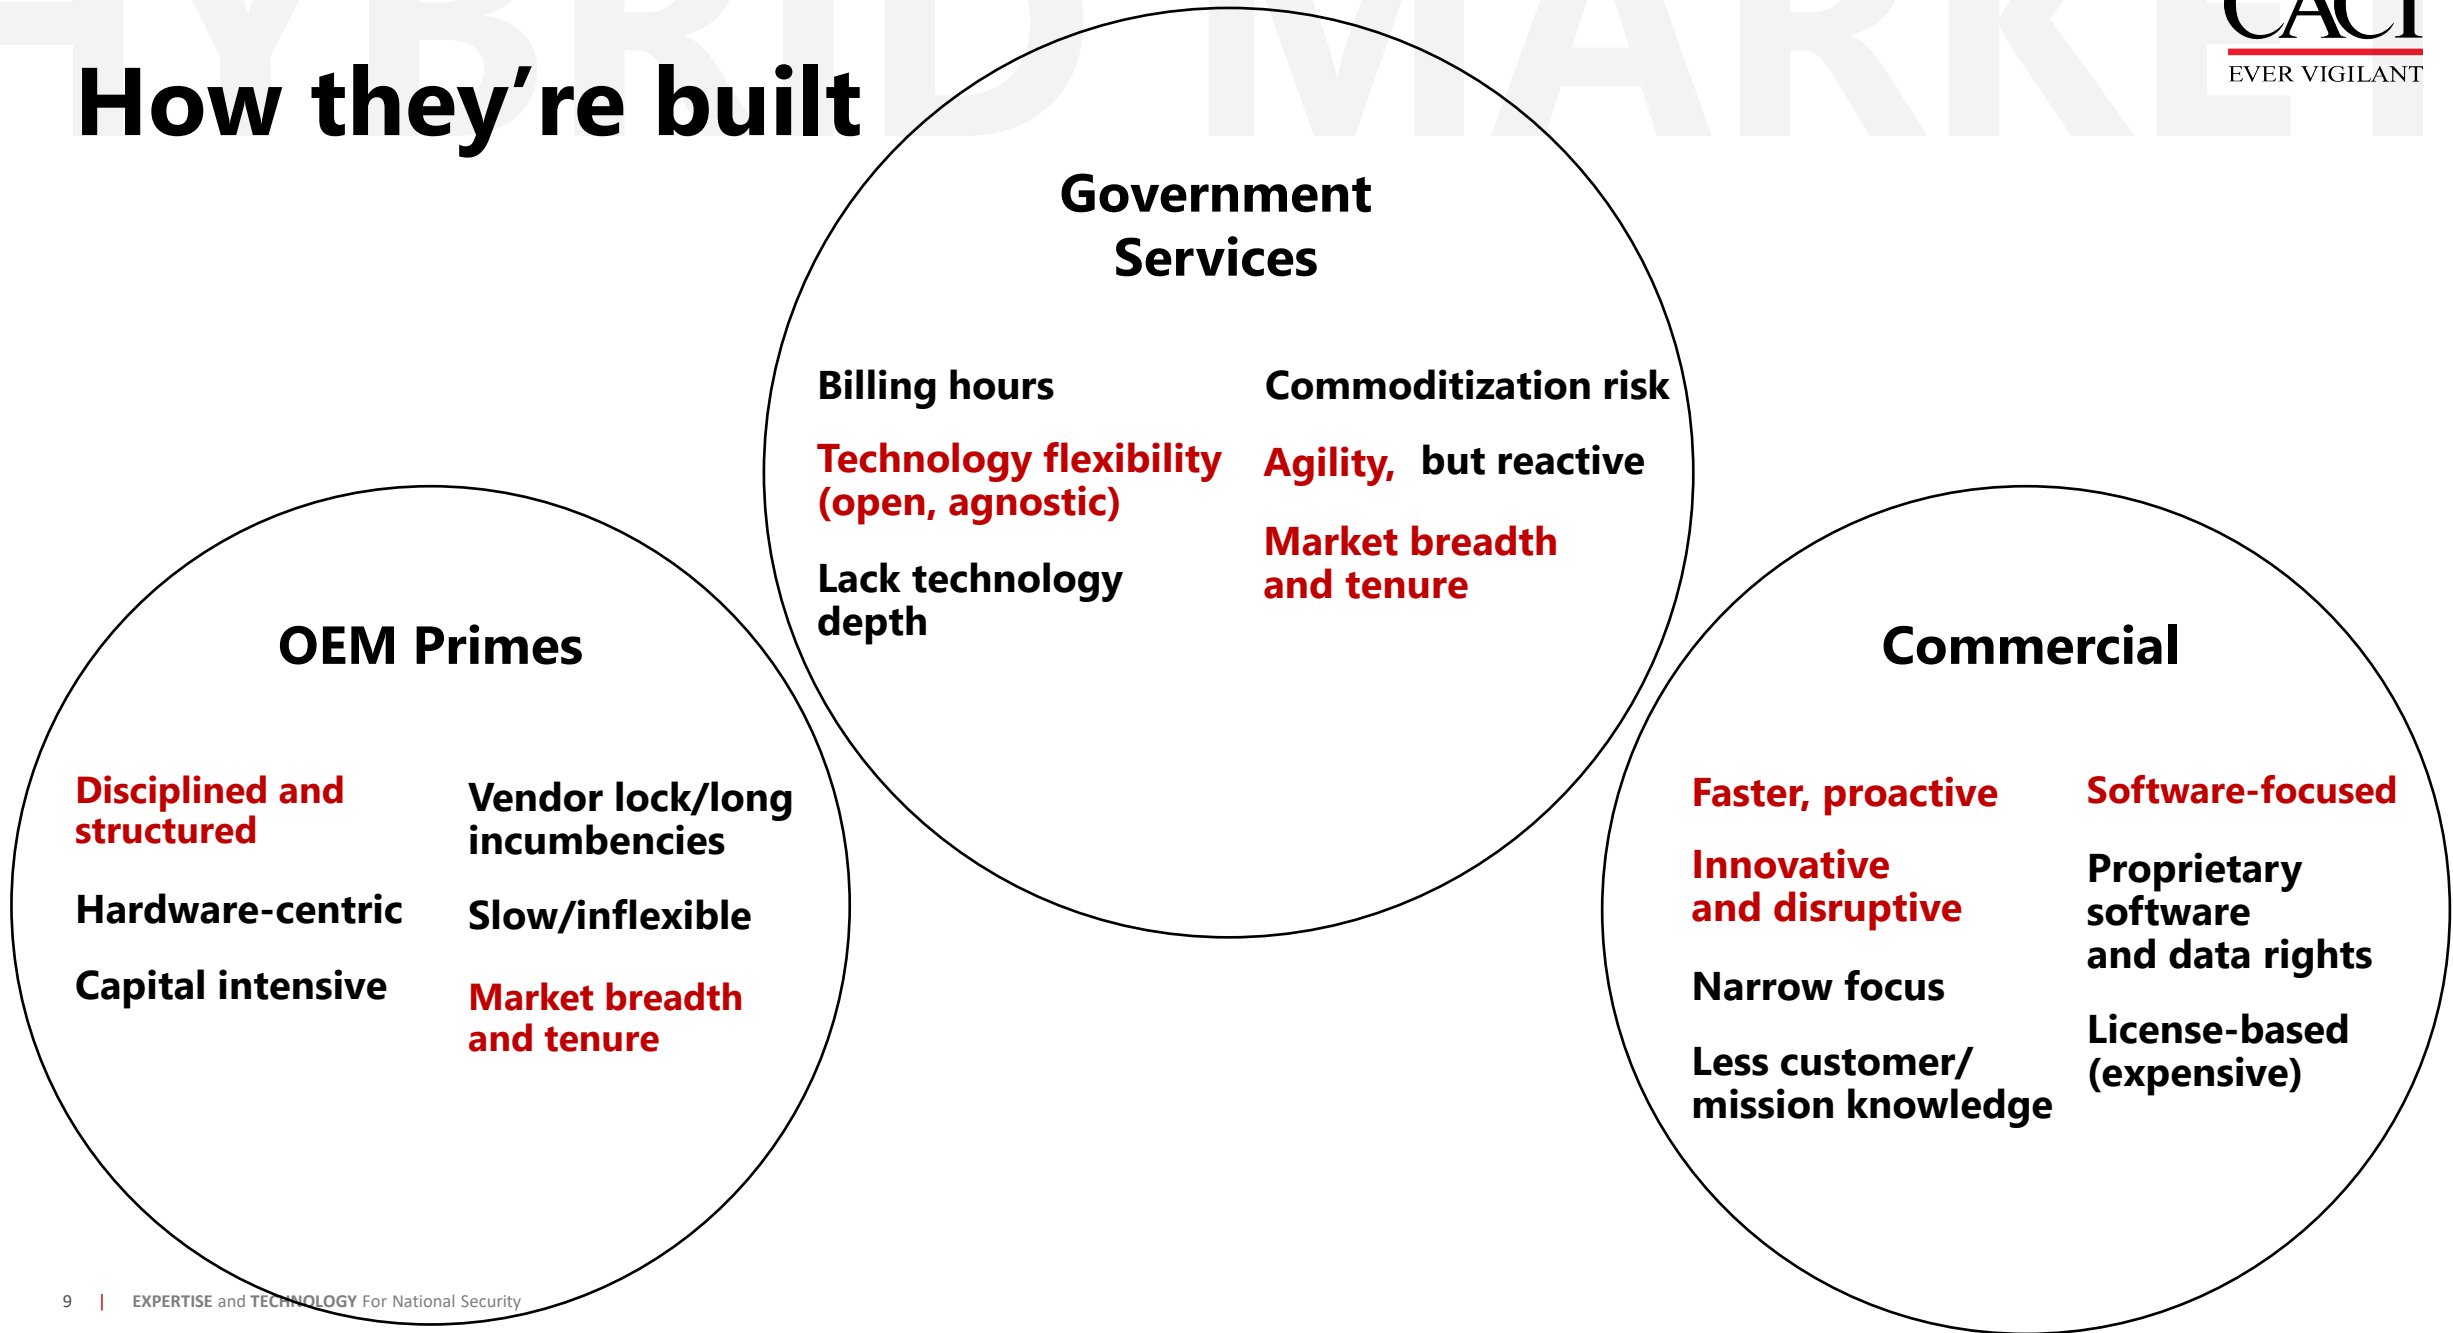 HYBRID MARKET
CACI
EVER VIGILANT
How they’re built
Government
Services
Billing hours
Technology flexibility
(open, agnostic)
Lack technology
depth
Commoditization risk
Agility, but reactive
Market breadth
and tenure
OEM Primes
Disciplined and
structured
Hardware-centric
Capital intensive
Vendor lock/long
incumbencies
Slow/inflexible
Market breadth
and tenure
Commercial
Faster, proactive
Innovative
and disruptive
Narrow focus
Less customer/
mission knowledge
Software-focused
Proprietary
software
and data rights
License-based
(expensive)
9 | EXPERTISE and TECHNOLOGY For National Security